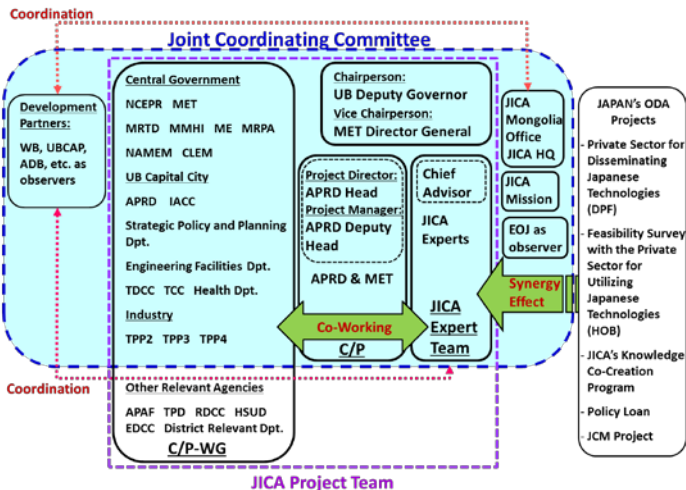 Coordination
Joint Coordinating Committee
Development
Partners:
WB, UBCAP,
ADB, etc. as
observers
Central Government
NCEPR MET
MRTD MMHI ME MRPA
NAMEM CLEM
UB Capital City
APRD IACC
Strategic Policy and Planning
Dpt.
Engineering Facilities Dpt.
TDCC TCC Health Dpt.
Industry
TPP2 TPP3 TPP4
Other Relevant Agencies
APAF TPD RDCC HSUD
EDCC District Relevant Dpt.
C/P-WG
Chairperson:
UB Deputy Governor
Vice Chairperson:
MET Director General
Project Director:
APRD Head
Project Manager:
APRD Deputy
Head
APRD & MET
Co-Working
C/P
Chief
Advisor
JICA
Experts
JICA
Expert
Team
JICA
Mongolia
Office
JICA HQ
JICA
Mission
EOJ as
observer
Synergy
Effect
JAPAN's ODA
Projects
- Private Sector for
Disseminating
Japanese
Technologies
(DPF)
- Feasibility Survey
with the Private
Sector for
Utilizing
Japanese
Technologies
(HOB)
- JICA's Knowledge
Co-Creation
Program
- Policy Loan
- JCM Project
Coordination
JICA Project Team